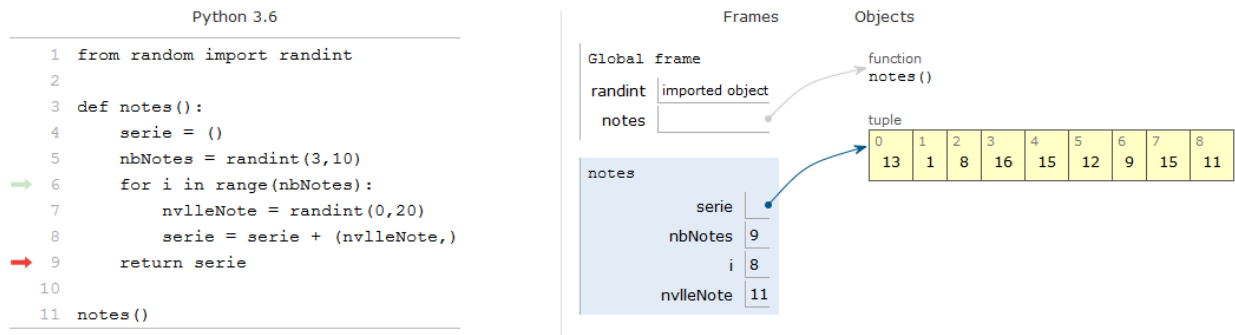 Python 3.6
1 from random import randint
2
3 def notes():
4     serie = ()
5     nbNotes = randint(3,10)
6     for i in range(nbNotes):
7         nvlleNote = randint(0,20)
8         serie = serie + (nvlleNote,)
9     return serie
10
11 notes()
Frames Objects
Global frame
randint imported object
notes
function
notes()
tuple
0 1 2 3 4 5 6 7 8
13 1 8 16 15 12 9 15 11
notes
serie
nbNotes 9
i 8
nvlleNote 11